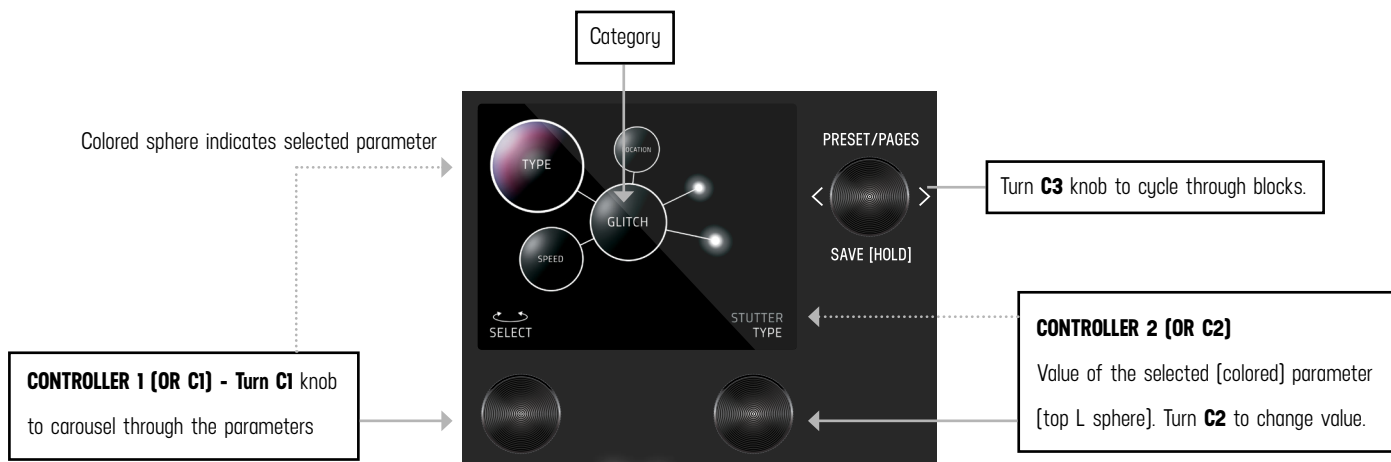 Category
Colored sphere indicates selected parameter
PRESET/PAGES
TYPE
OCATION
GLITCH
SPEED
Turn C3 knob to cycle through blocks.
SAVE [HOLD]
SELECT
STUTTER
TYPE
CONTROLLER 1 (OR C1) - Turn C1 knob
to carousel through the parameters
CONTROLLER 2 (OR C2)
Value of the selected (colored) parameter
(top L sphere). Turn C2 to change value.